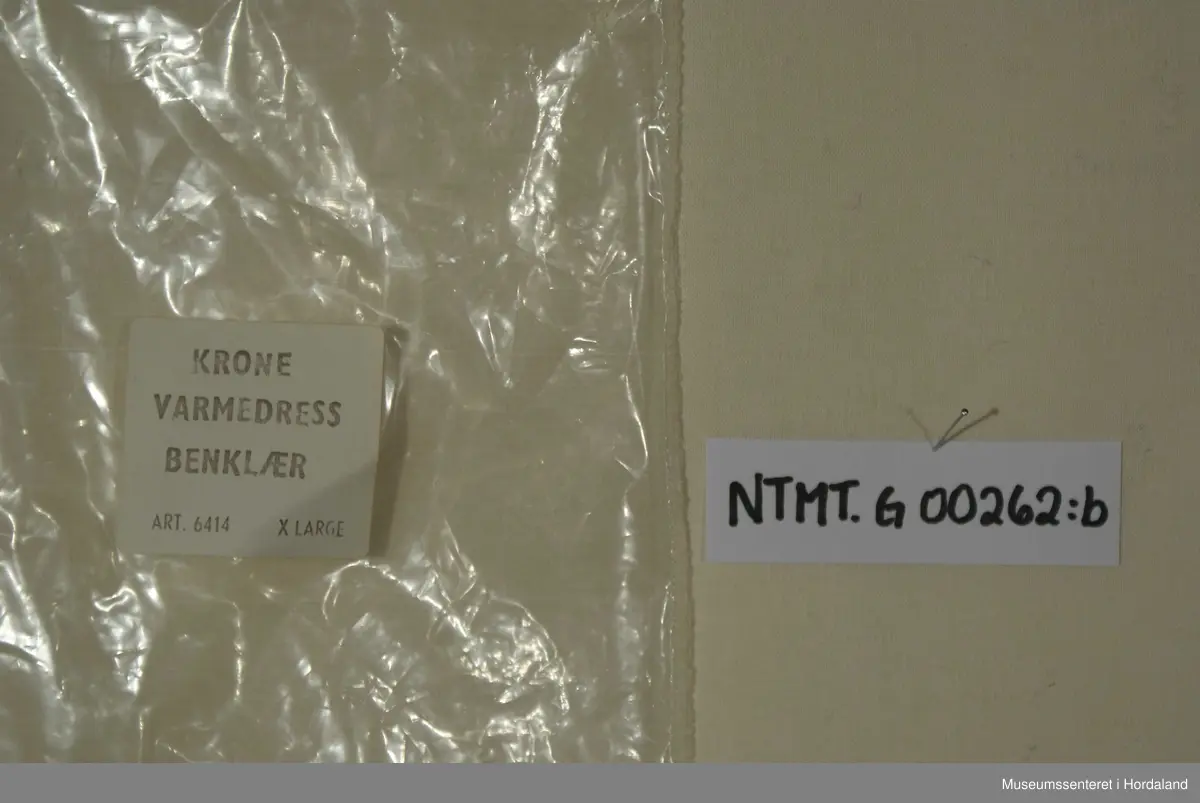 KRONE
VARMEDRESS
BENKLÆR
ART. 6414 X LARGE
NTMT. G 00262:b
Museumssenteret i Hordaland